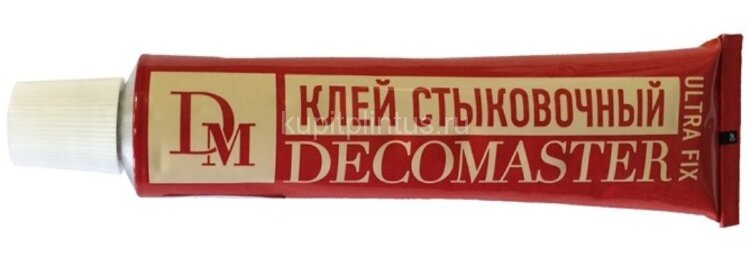 DM
КЛЕЙ СТЫКОВОЧНЫЙ
kupitplintus.ru
DECOMASTER
ULTRA FIX